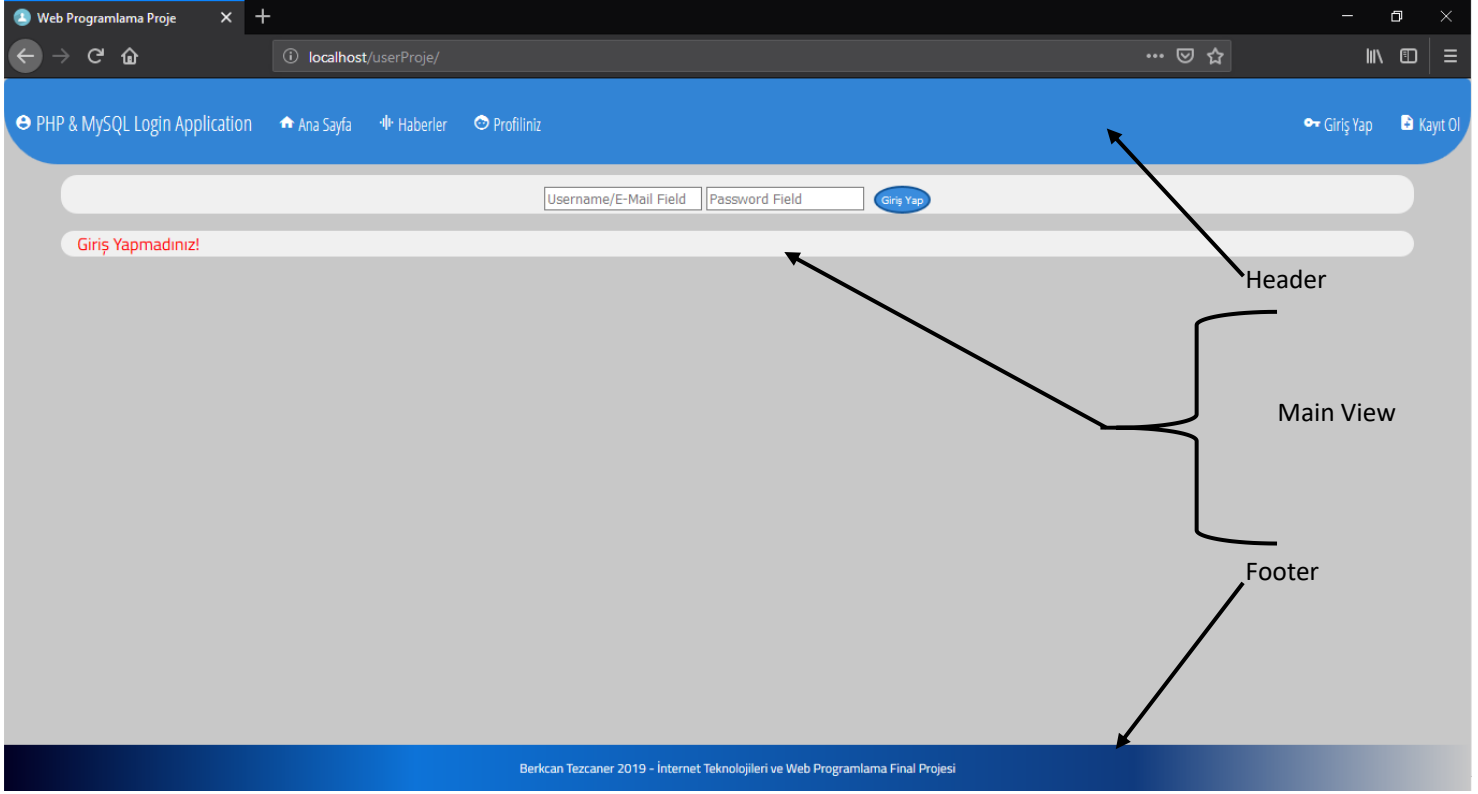 Web Programlama Proje
localhost/userProje/
PHP & MySQL Login Application Ana Sayfa Haberler Profiliniz Giriş Yap Kayıt Ol
Username/E-Mail Field Password Field Giriş Yap
Giriş Yapmadınız!
Header
Main View
Footer
Berkcan Tezcaner 2019 - İnternet Teknolojileri ve Web Programlama Final Projesi